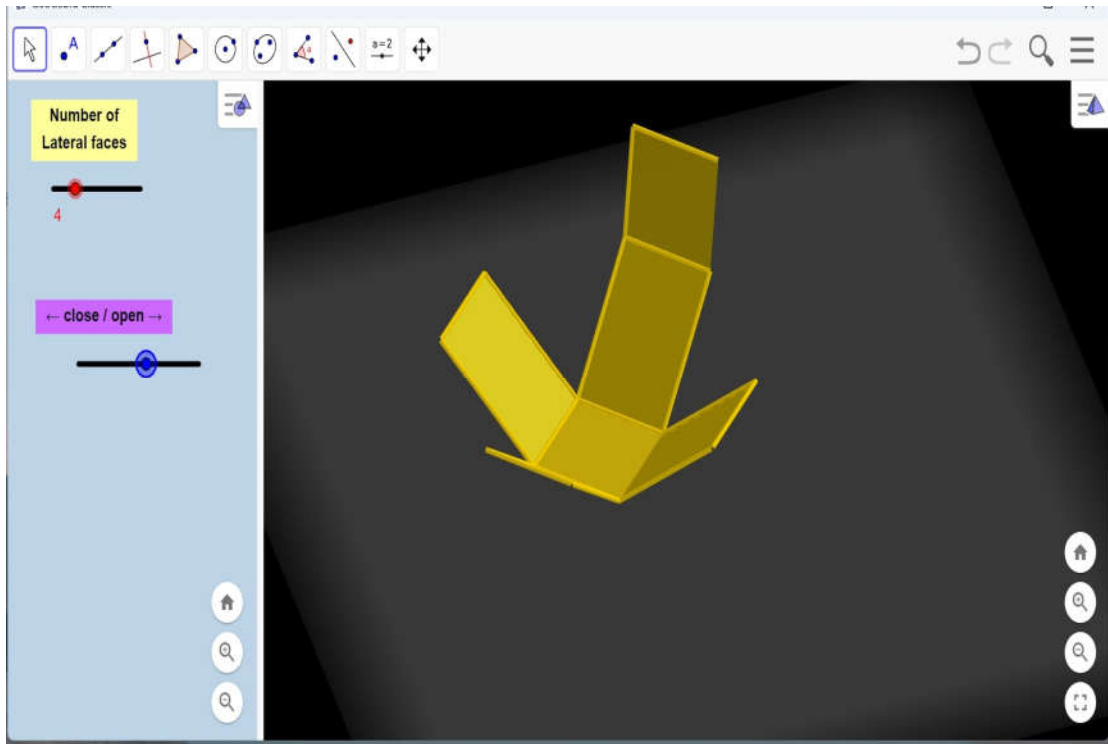 A
a=2
Number of
Lateral faces
4
← close / open →